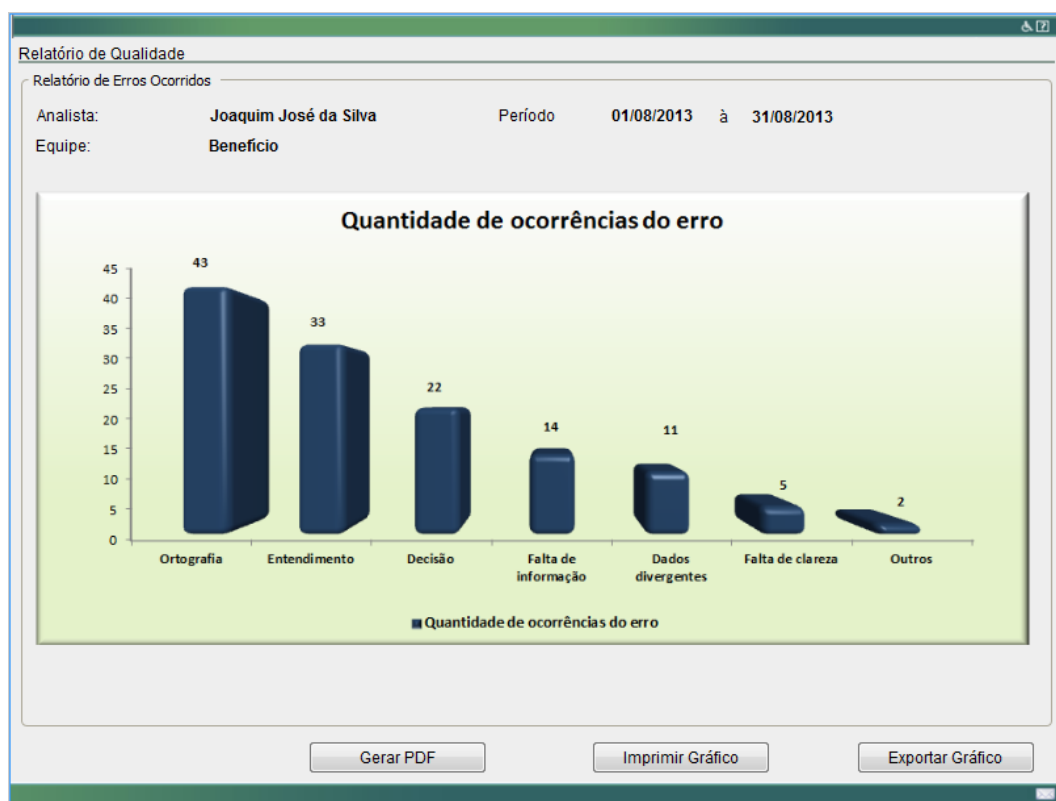 Relatório de Qualidade
Relatório de Erros Ocorridos
Analista: Joaquim José da Silva Período 01/08/2013 à 31/08/2013
Equipe: Benefício
Quantidade de ocorrências do erro
45
40
35
30
25
20
15
10
5
0
43
33
22
14
11
5
2
Ortografia Entendimento Decisão Falta de informação Dados divergentes Falta de clareza Outros
Quantidade de ocorrências do erro
Gerar PDF Imprimir Gráfico Exportar Gráfico